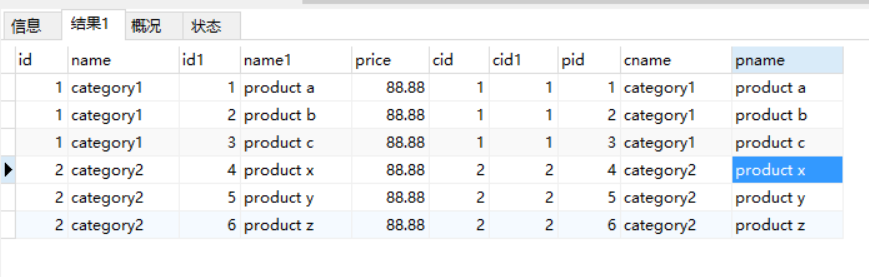 信息 结果1 概况 状态
id name id1 name1 price cid cid1 pid cname pname
1 category1 1 product a 88.88 1 1 1 category1 product a
1 category1 2 product b 88.88 1 1 2 category1 product b
1 category1 3 product c 88.88 1 1 3 category1 product c
2 category2 4 product x 88.88 2 2 4 category2 product x
2 category2 5 product y 88.88 2 2 5 category2 product y
2 category2 6 product z 88.88 2 2 6 category2 product z